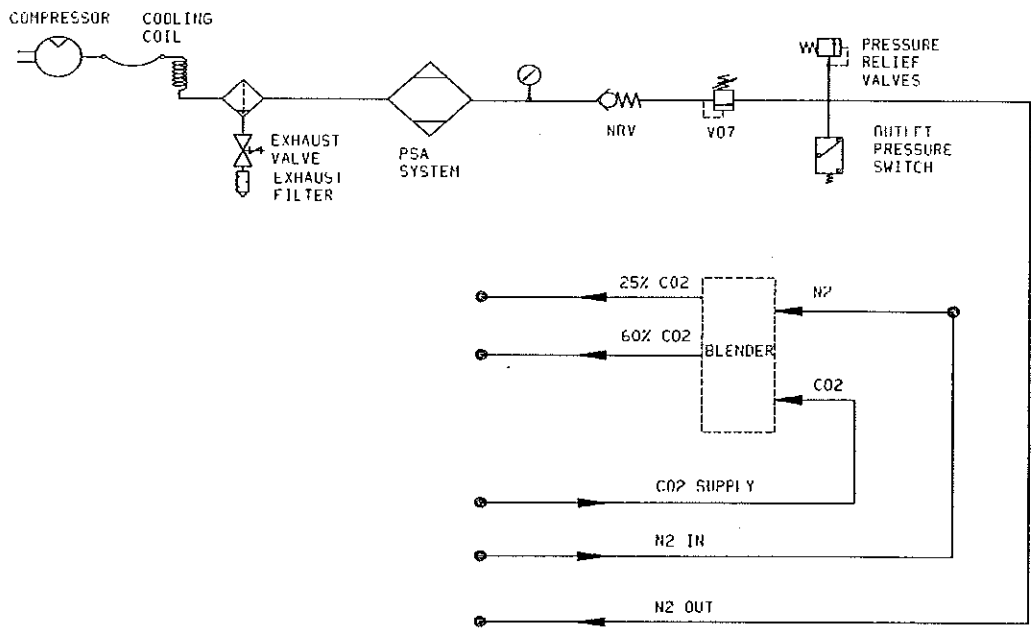 COMPRESSOR
COOLING
COIL
EXHAUST
VALVE
EXHAUST
FILTER
PSA
SYSTEM
NRV
V07
PRESSURE
RELIEF
VALVES
OUTLET
PRESSURE
SWITCH
25% CO2
N2
60% CO2
BLENDER
CO2
CO2 SUPPLY
N2 IN
N2 OUT